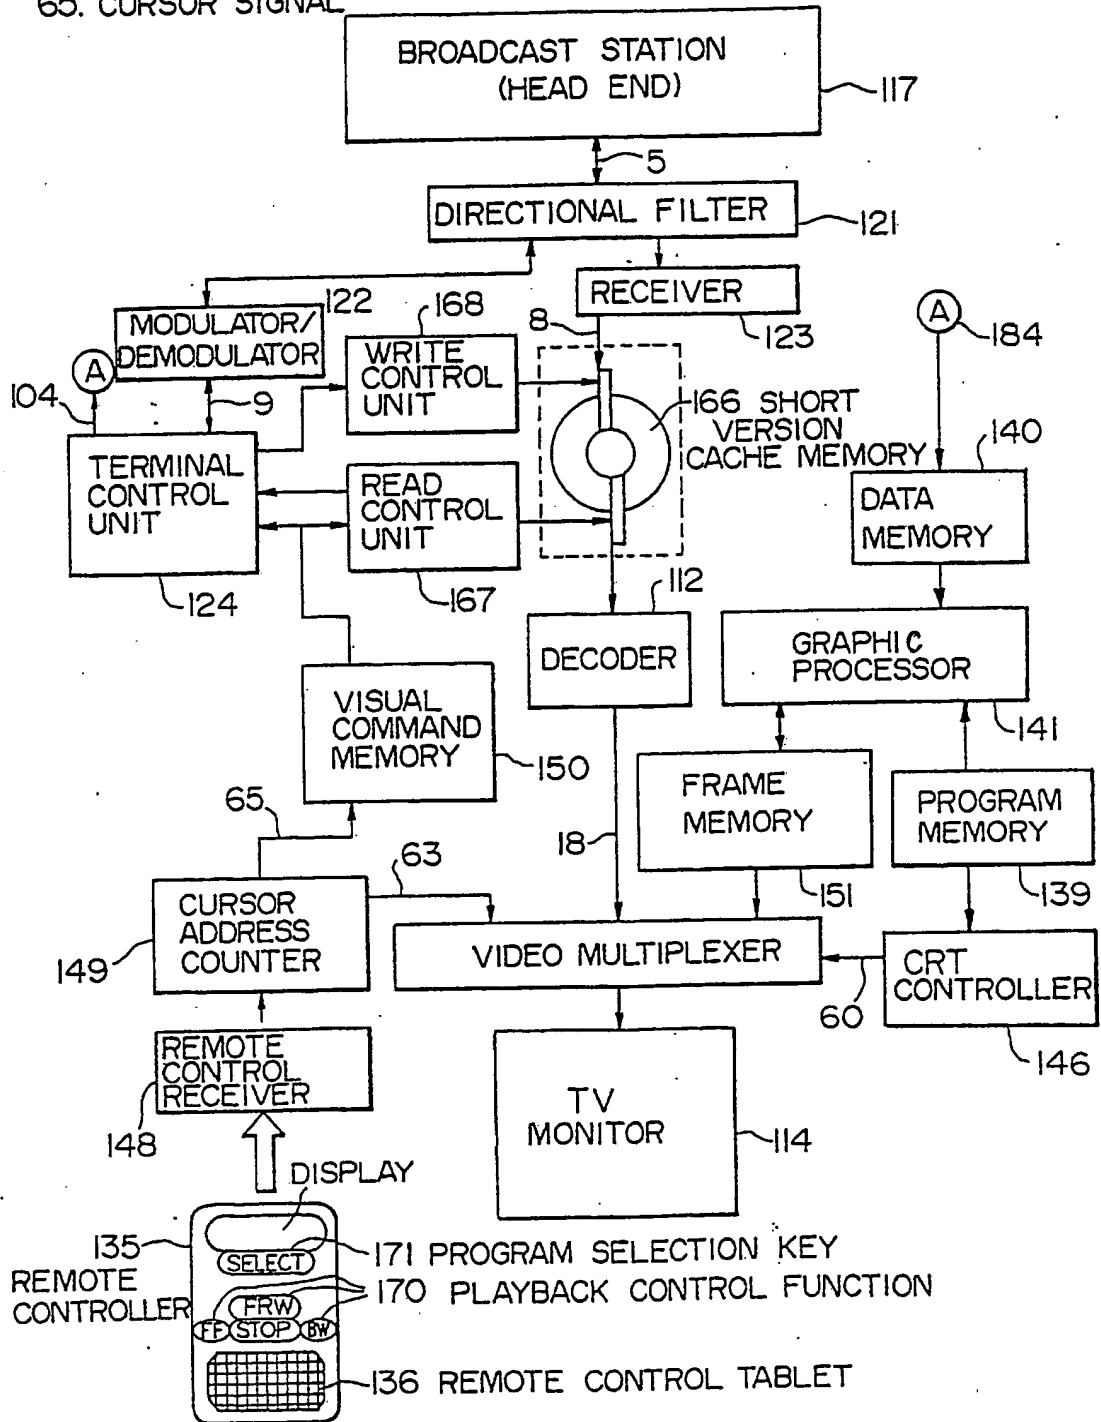 65. CURSOR SIGNAL
BROADCAST STATION
(HEAD END)
117
5
DIRECTIONAL FILTER
121
RECEIVER
123
8
122
MODULATOR/
DEMODULATOR
168
WRITE
CONTROL
UNIT
A
184
A
104
9
166 SHORT
VERSION
CACHE MEMORY
TERMINAL
CONTROL
UNIT
124
READ
CONTROL
UNIT
167
140
DATA
MEMORY
112
DECODER
GRAPHIC
PROCESSOR
141
VISUAL
COMMAND
MEMORY
150
FRAME
MEMORY
151
PROGRAM
MEMORY
139
65
63
18
CURSOR
ADDRESS
COUNTER
149
VIDEO MULTIPLEXER
60
CRT
CONTROLLER
146
REMOTE
CONTROL
RECEIVER
148
TV
MONITOR
114
DISPLAY
135
REMOTE
CONTROLLER
SELECT
171 PROGRAM SELECTION KEY
FRW
170 PLAYBACK CONTROL FUNCTION
FF STOP BW
136 REMOTE CONTROL TABLET